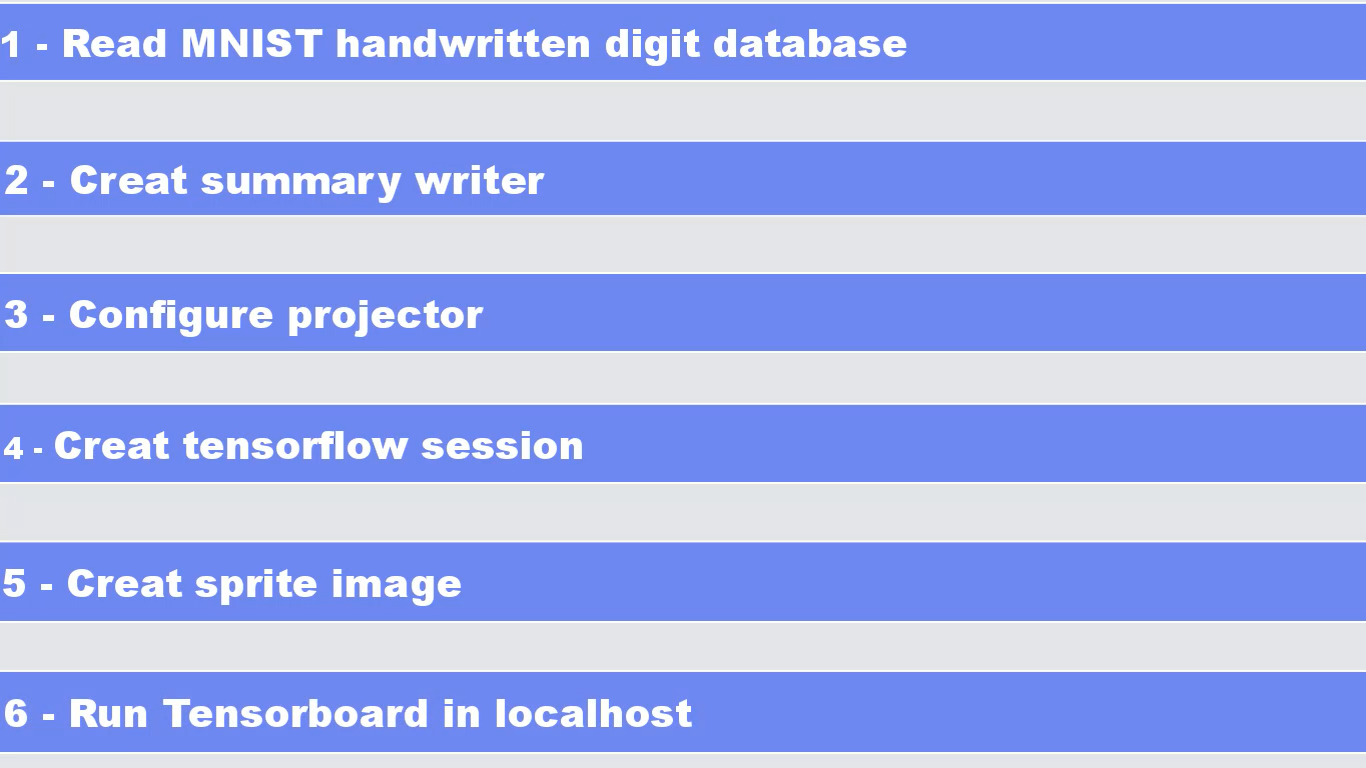 1 - Read MNIST handwritten digit database
2 - Creat summary writer
3 - Configure projector
4 - Creat tensorflow session
5 - Creat sprite image
6 - Run Tensorboard in localhost